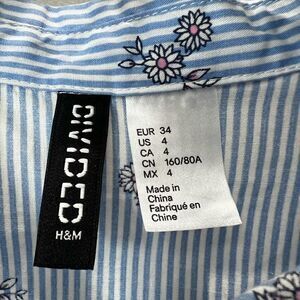 DIVIDED
H&M
EUR 34
US 4
CA 4
CN 160/80A
MX 4
Made in
China
Fabriqué en
Chine